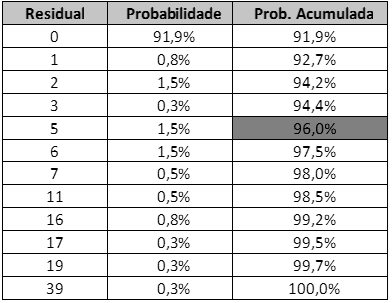 Residual Probabilidade Prob. Acumulada
0 91,9% 91,9%
1 0,8% 92,7%
2 1,5% 94,2%
3 0,3% 94,4%
5 1,5% 96,0%
6 1,5% 97,5%
7 0,5% 98,0%
11 0,5% 98,5%
16 0,8% 99,2%
17 0,3% 99,5%
19 0,3% 99,7%
39 0,3% 100,0%